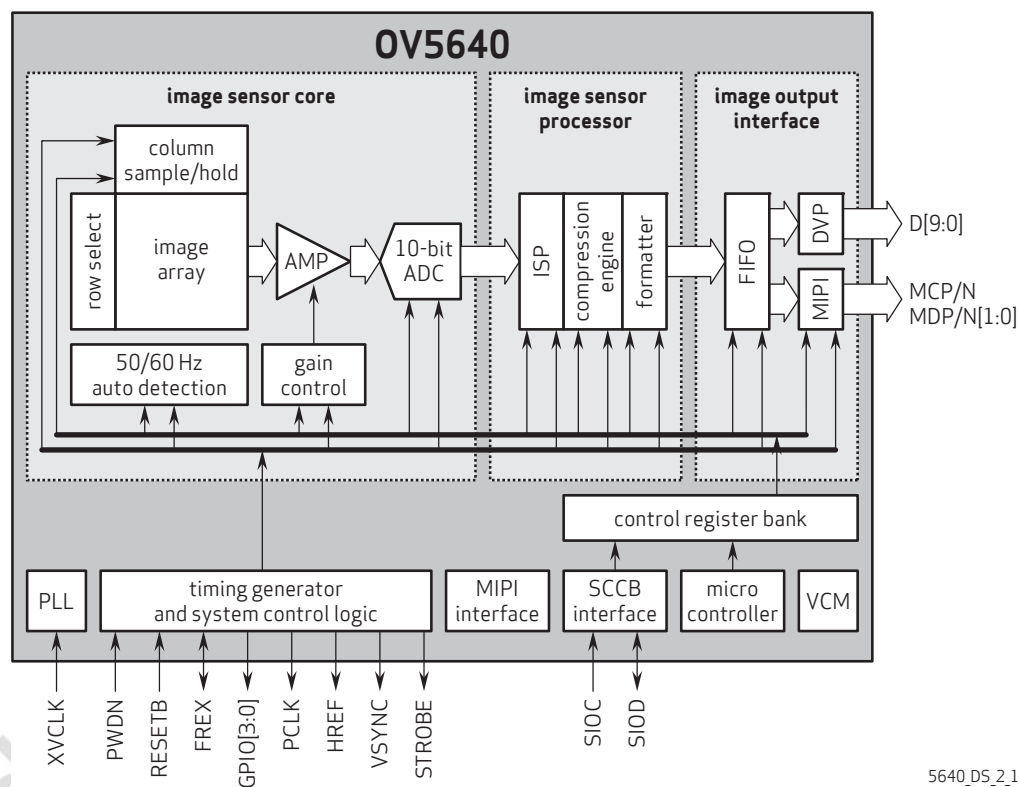 OV5640
image sensor core
image sensor
processor
image output
interface
column
sample/hold
row select
image
array
AMP
10-bit
ADC
ISP
compression
engine
formatter
FIFO
DVP
MIPI
D[9:0]
MCP/N
MDP/N[1:0]
50/60 Hz
auto detection
gain
control
control register bank
PLL
timing generator
and system control logic
MIPI
interface
SCCB
interface
micro
controller
VCM
XVCLK
PWDN
RESETB
FREX
GPIO[3:0]
PCLK
HREF
VSYNC
STROBE
SIOC
SIOD
5640_DS_2_1